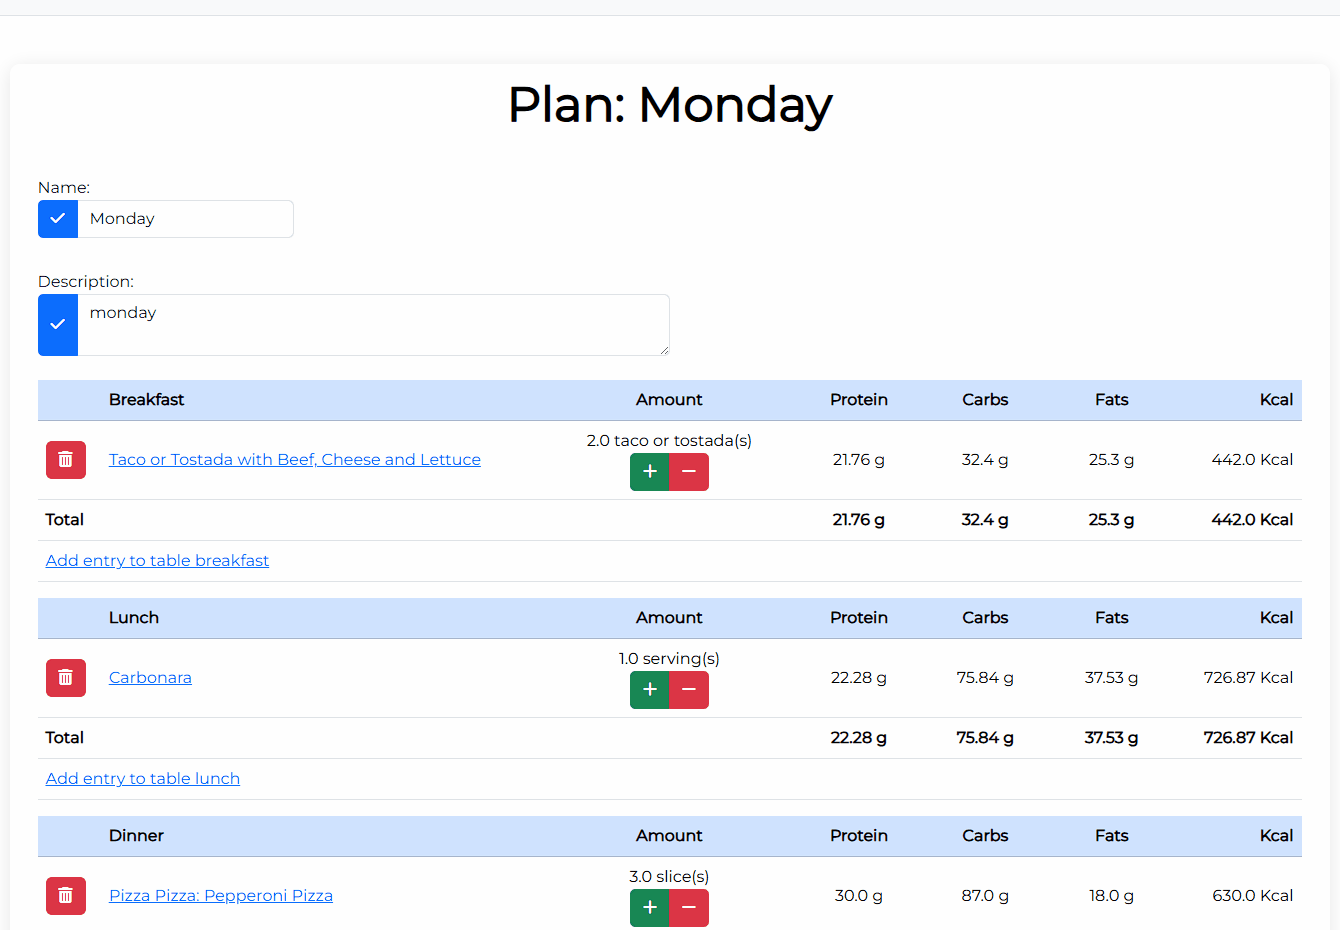 Plan: Monday
Name:
Monday
Description:
monday
Breakfast Amount Protein Carbs Fats Kcal
2.0 taco or tostada(s)
Taco or Tostada with Beef, Cheese and Lettuce 21.76 g 32.4 g 25.3 g 442.0 Kcal
+ −
Total 21.76 g 32.4 g 25.3 g 442.0 Kcal
Add entry to table breakfast
Lunch Amount Protein Carbs Fats Kcal
1.0 serving(s)
Carbonara 22.28 g 75.84 g 37.53 g 726.87 Kcal
+ −
Total 22.28 g 75.84 g 37.53 g 726.87 Kcal
Add entry to table lunch
Dinner Amount Protein Carbs Fats Kcal
3.0 slice(s)
Pizza Pizza: Pepperoni Pizza 30.0 g 87.0 g 18.0 g 630.0 Kcal
+ −